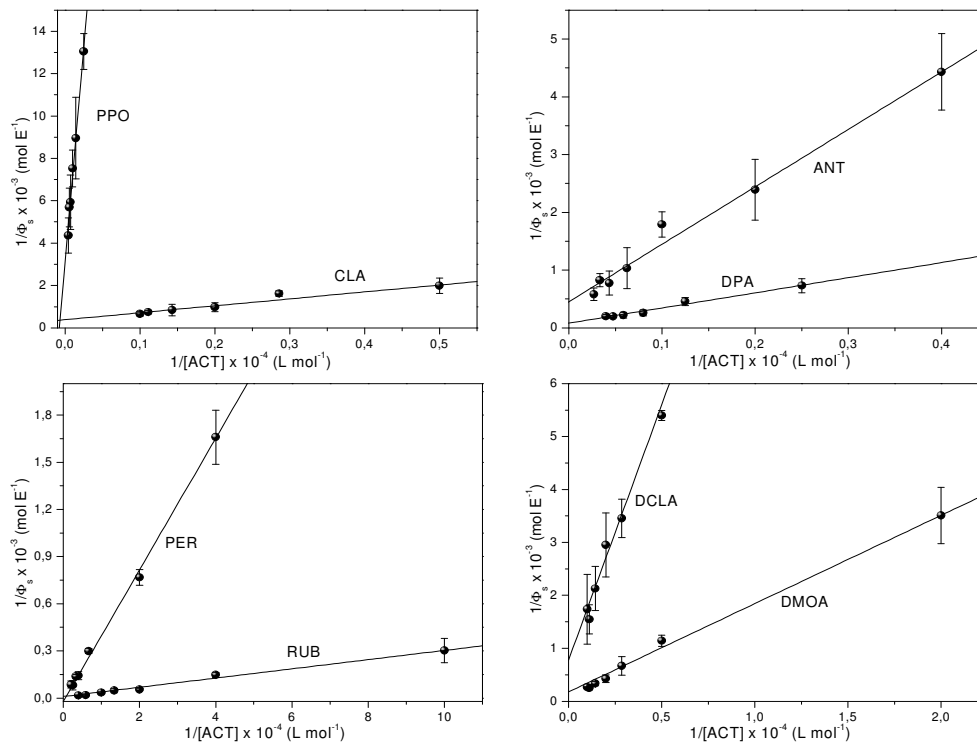 14
12
10
8
6
4
2
0
1/Φs x 10⁻³ (mol E⁻¹)
PPO
CLA
0,0 0,1 0,2 0,3 0,4 0,5
1/[ACT] x 10⁻⁴ (L mol⁻¹)
5
4
3
2
1
0
1/Φs x 10⁻³ (mol E⁻¹)
ANT
DPA
0,0 0,1 0,2 0,3 0,4
1/[ACT] x 10⁻⁴ (L mol⁻¹)
1,8
1,5
1,2
0,9
0,6
0,3
0,0
1/Φs x 10⁻³ (mol E⁻¹)
PER
RUB
0 2 4 6 8 10
1/[ACT] x 10⁻⁴ (L mol⁻¹)
6
5
4
3
2
1
0
1/Φs x 10⁻³ (mol E⁻¹)
DCLA
DMOA
0,0 0,5 1,0 1,5 2,0
1/[ACT] x 10⁻⁴ (L mol⁻¹)